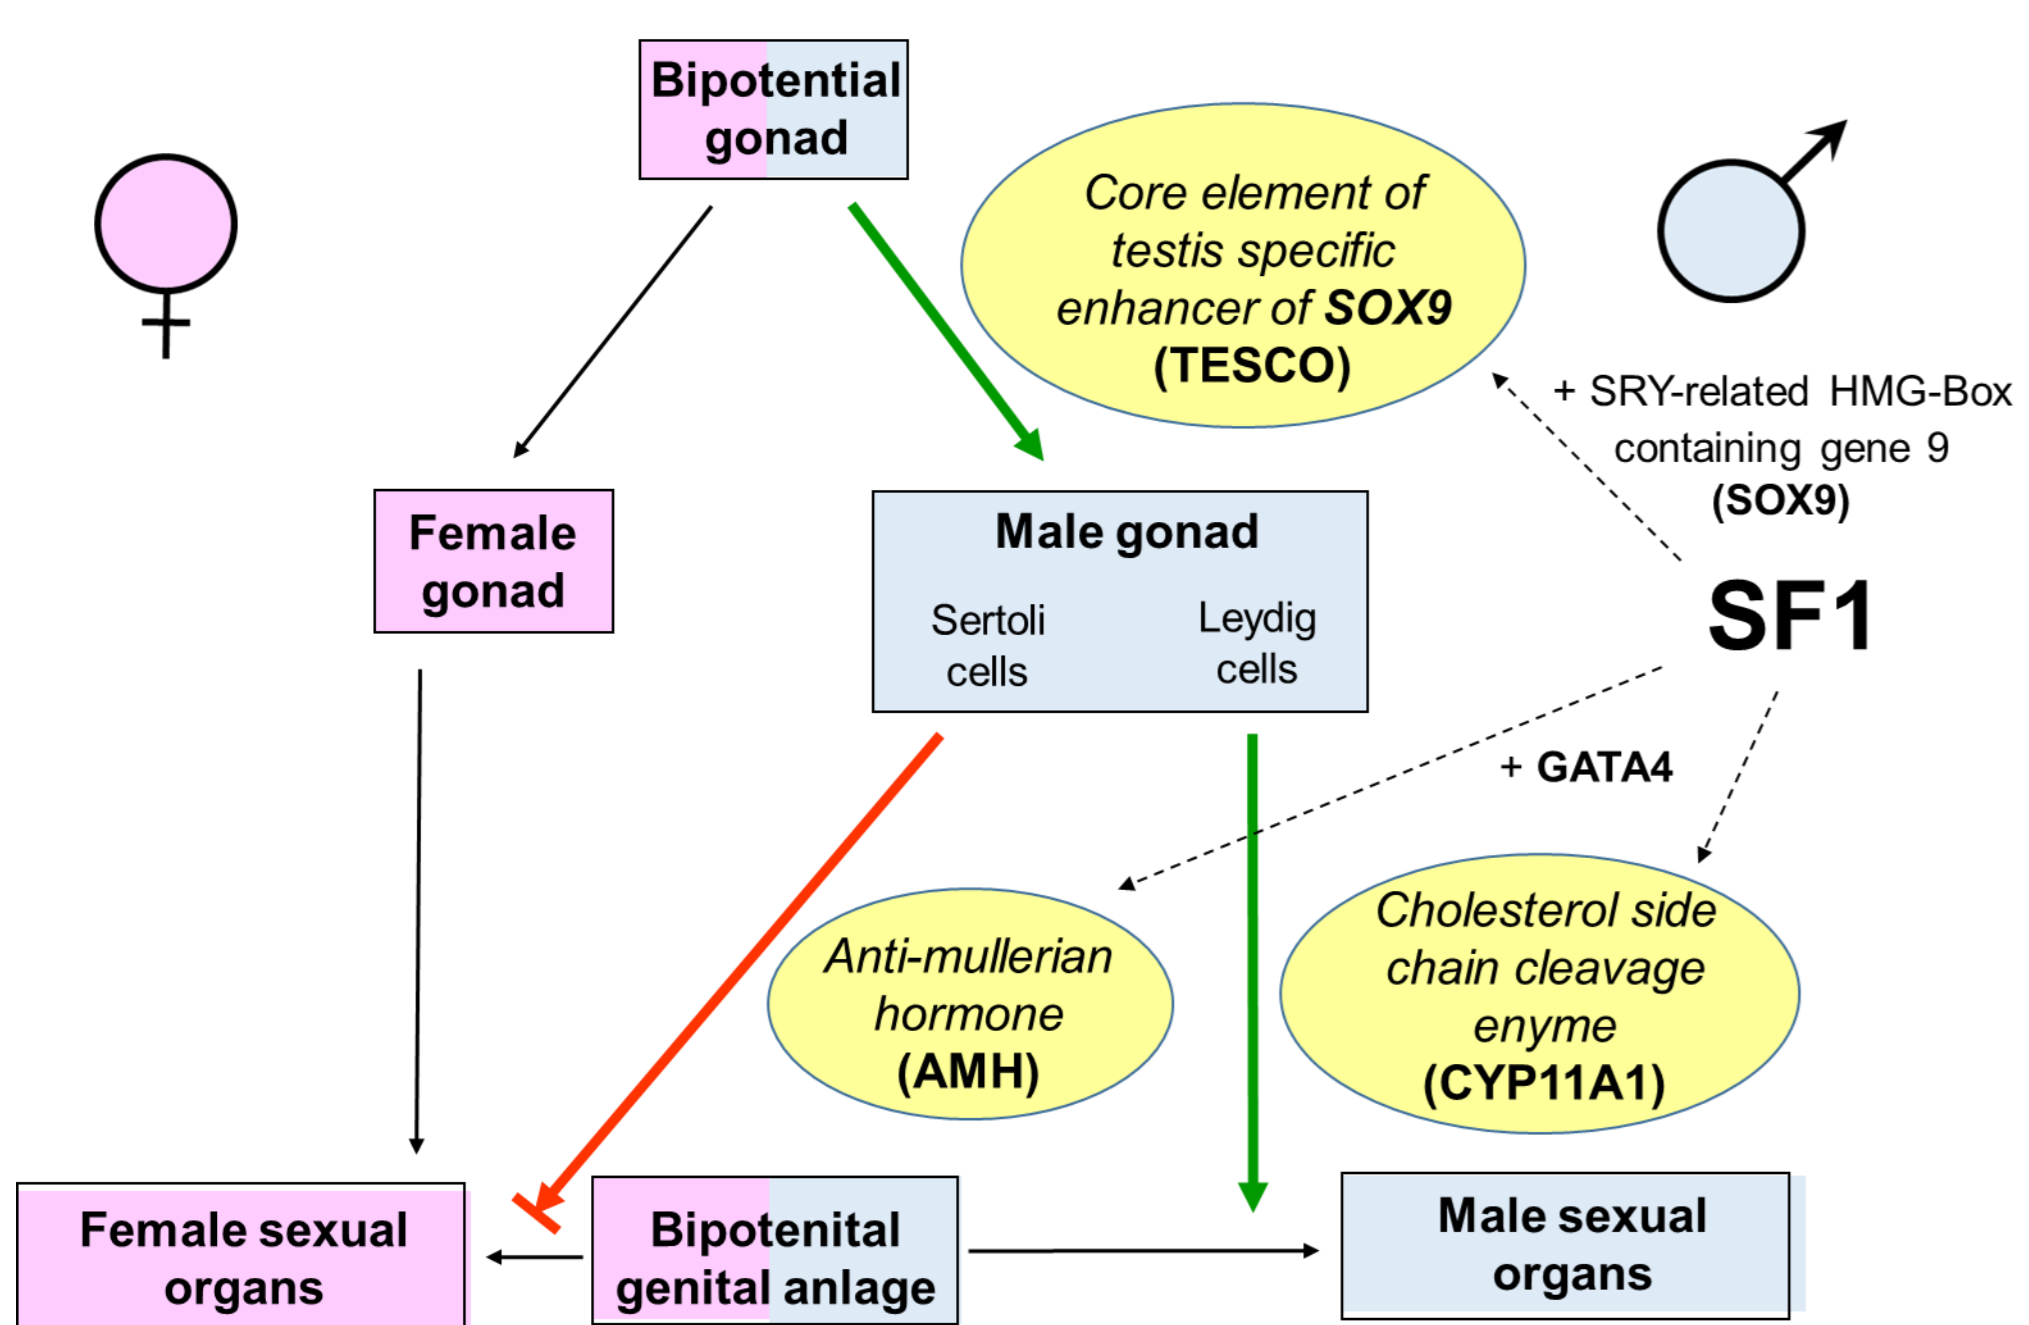 Bipotential
gonad
Core element of
testis specific
enhancer of SOX9
(TESCO)
+ SRY-related HMG-Box
containing gene 9
(SOX9)
SF1
Female
gonad
Male gonad
Sertoli
cells
Leydig
cells
+ GATA4
Anti-mullerian
hormone
(AMH)
Cholesterol side
chain cleavage
enyme
(CYP11A1)
Female sexual
organs
Bipotenital
genital anlage
Male sexual
organs